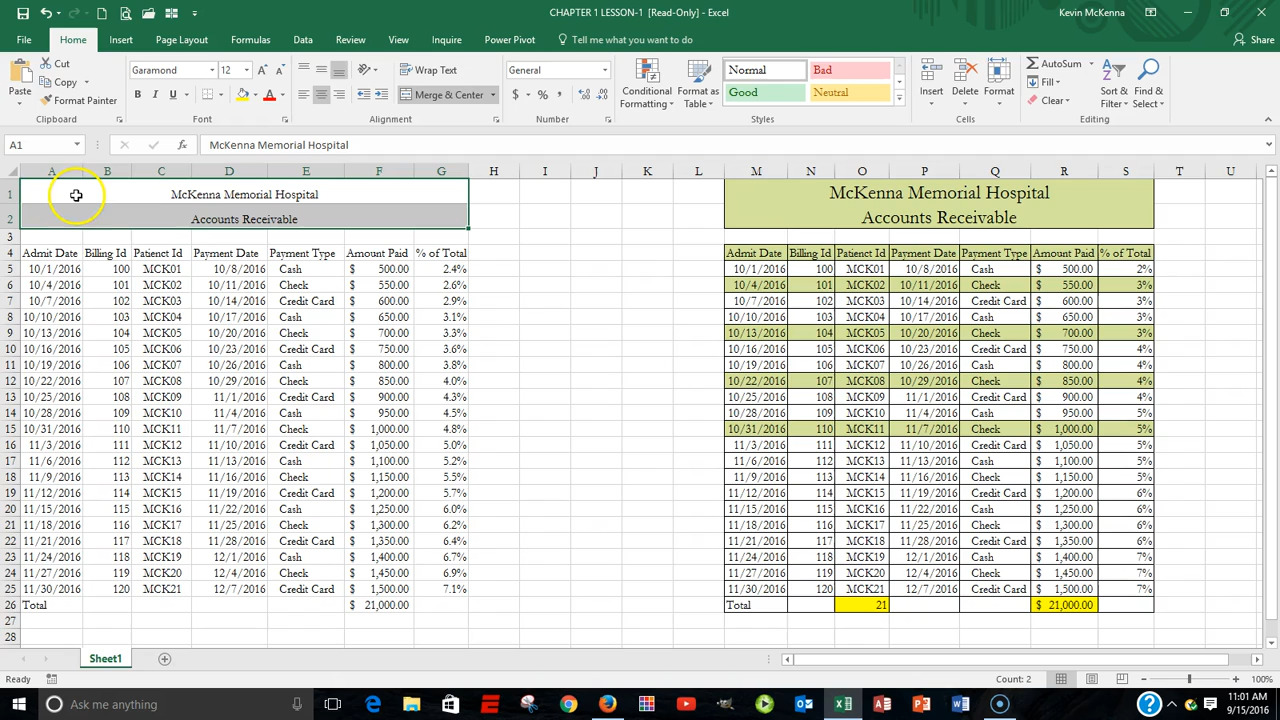 CHAPTER 1 LESSON-1 [Read-Only] - Excel
Kevin McKenna
File Home Insert Page Layout Formulas Data Review View Inquire Power Pivot Tell me what you want to do Share
Paste Cut Copy Format Painter Clipboard
Garamond 12 B I U A Font
Wrap Text Merge & Center Alignment
General $ % , Number
Conditional Formatting Format as Table Normal Bad Good Neutral Styles
Insert Delete Format Cells
AutoSum Fill Clear Sort & Filter Find & Select Editing
A1 fx McKenna Memorial Hospital
A B C D E F G H I J K L M N O P Q R S T U
1 McKenna Memorial Hospital McKenna Memorial Hospital
2 Accounts Receivable Accounts Receivable
3
4 Admit Date Billing Id Patienct Id Payment Date Payment Type Amount Paid % of Total Admit Date Billing Id Patienct Id Payment Date Payment Type Amount Paid % of Total
5 10/1/2016 100 MCK01 10/8/2016 Cash $ 500.00 2.4% 10/1/2016 100 MCK01 10/8/2016 Cash $ 500.00 2%
6 10/4/2016 101 MCK02 10/11/2016 Check $ 550.00 2.6% 10/4/2016 101 MCK02 10/11/2016 Check $ 550.00 3%
7 10/7/2016 102 MCK03 10/14/2016 Credit Card $ 600.00 2.9% 10/7/2016 102 MCK03 10/14/2016 Credit Card $ 600.00 3%
8 10/10/2016 103 MCK04 10/17/2016 Cash $ 650.00 3.1% 10/10/2016 103 MCK04 10/17/2016 Cash $ 650.00 3%
9 10/13/2016 104 MCK05 10/20/2016 Check $ 700.00 3.3% 10/13/2016 104 MCK05 10/20/2016 Check $ 700.00 3%
10 10/16/2016 105 MCK06 10/23/2016 Credit Card $ 750.00 3.6% 10/16/2016 105 MCK06 10/23/2016 Credit Card $ 750.00 4%
11 10/19/2016 106 MCK07 10/26/2016 Cash $ 800.00 3.8% 10/19/2016 106 MCK07 10/26/2016 Cash $ 800.00 4%
12 10/22/2016 107 MCK08 10/29/2016 Check $ 850.00 4.0% 10/22/2016 107 MCK08 10/29/2016 Check $ 850.00 4%
13 10/25/2016 108 MCK09 11/1/2016 Credit Card $ 900.00 4.3% 10/25/2016 108 MCK09 11/1/2016 Credit Card $ 900.00 4%
14 10/28/2016 109 MCK10 11/4/2016 Cash $ 950.00 4.5% 10/28/2016 109 MCK10 11/4/2016 Cash $ 950.00 5%
15 10/31/2016 110 MCK11 11/7/2016 Check $ 1,000.00 4.8% 10/31/2016 110 MCK11 11/7/2016 Check $ 1,000.00 5%
16 11/3/2016 111 MCK12 11/10/2016 Credit Card $ 1,050.00 5.0% 11/3/2016 111 MCK12 11/10/2016 Credit Card $ 1,050.00 5%
17 11/6/2016 112 MCK13 11/13/2016 Cash $ 1,100.00 5.2% 11/6/2016 112 MCK13 11/13/2016 Cash $ 1,100.00 5%
18 11/9/2016 113 MCK14 11/16/2016 Check $ 1,150.00 5.5% 11/9/2016 113 MCK14 11/16/2016 Check $ 1,150.00 5%
19 11/12/2016 114 MCK15 11/19/2016 Credit Card $ 1,200.00 5.7% 11/12/2016 114 MCK15 11/19/2016 Credit Card $ 1,200.00 6%
20 11/15/2016 115 MCK16 11/22/2016 Cash $ 1,250.00 6.0% 11/15/2016 115 MCK16 11/22/2016 Cash $ 1,250.00 6%
21 11/18/2016 116 MCK17 11/25/2016 Check $ 1,300.00 6.2% 11/18/2016 116 MCK17 11/25/2016 Check $ 1,300.00 6%
22 11/21/2016 117 MCK18 11/28/2016 Credit Card $ 1,350.00 6.4% 11/21/2016 117 MCK18 11/28/2016 Credit Card $ 1,350.00 6%
23 11/24/2016 118 MCK19 12/1/2016 Cash $ 1,400.00 6.7% 11/24/2016 118 MCK19 12/1/2016 Cash $ 1,400.00 7%
24 11/27/2016 119 MCK20 12/4/2016 Check $ 1,450.00 6.9% 11/27/2016 119 MCK20 12/4/2016 Check $ 1,450.00 7%
25 11/30/2016 120 MCK21 12/7/2016 Credit Card $ 1,500.00 7.1% 11/30/2016 120 MCK21 12/7/2016 Credit Card $ 1,500.00 7%
26 Total $ 21,000.00 Total 21 $ 21,000.00
27
28
Sheet1
Ready Count: 2 100%
Ask me anything 11:01 AM
9/15/2016